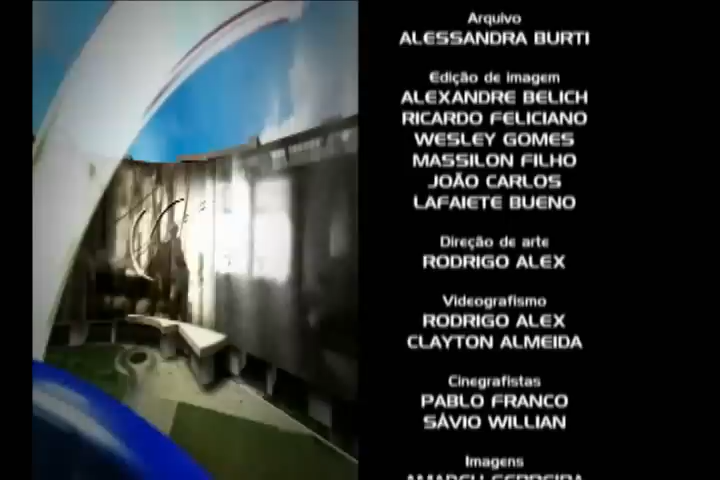 Arquivo
ALESSANDRA BURTI
Edição de imagem
ALEXANDRE BELICH
RICARDO FELICIANO
WESLEY GOMES
MASSILON FILHO
JOÃO CARLOS
LAFAIETE BUENO
Direção de arte
RODRIGO ALEX
Videografismo
RODRIGO ALEX
CLAYTON ALMEIDA
Cinegrafistas
PABLO FRANCO
SÁVIO WILLIAN
Imagens